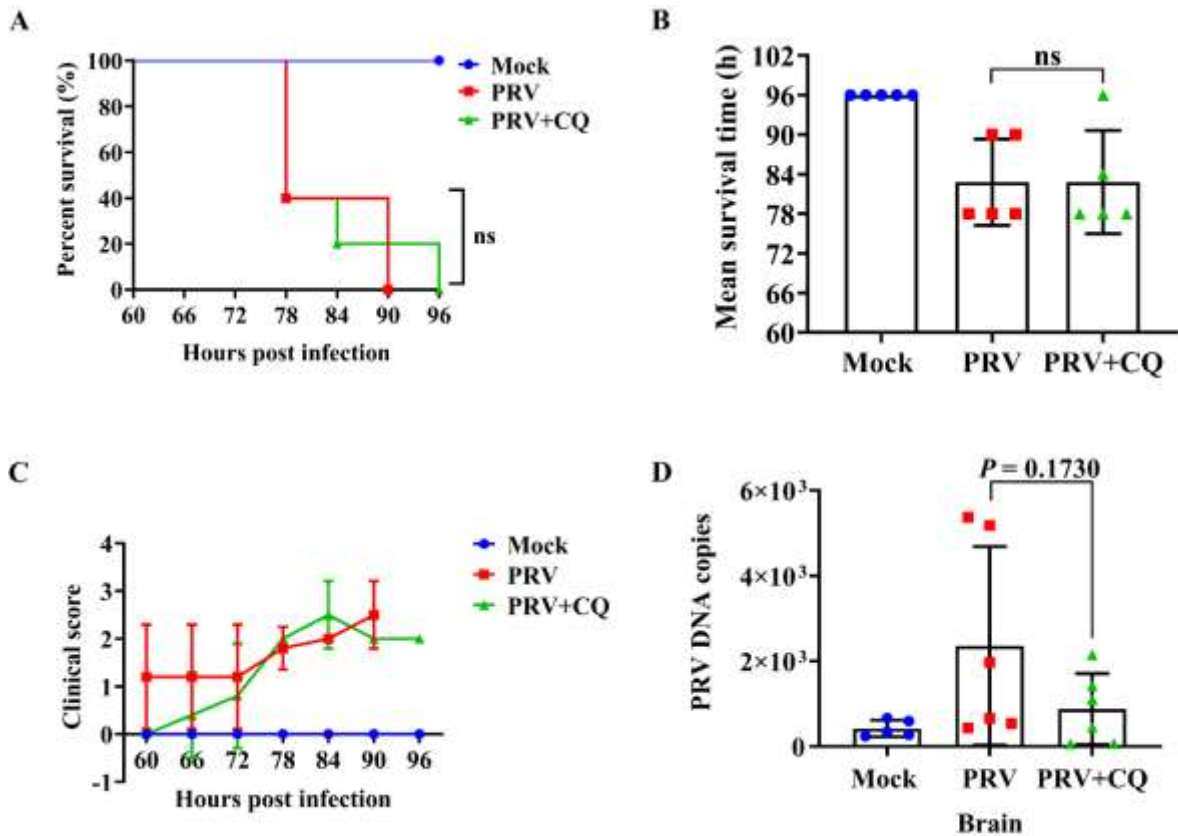 A
Percent survival (%)
100
80
60
40
20
0
60 66 72 78 84 90 96
Hours post infection
Mock
PRV
PRV+CQ
ns
B
Mean survival time (h)
102
96
90
84
78
72
66
60
ns
Mock PRV PRV+CQ
C
Clinical score
4
3
2
1
0
-1
60 66 72 78 84 90 96
Hours post infection
Mock
PRV
PRV+CQ
D
PRV DNA copies
6×10³
4×10³
2×10³
0
P = 0.1730
Mock PRV PRV+CQ
Brain